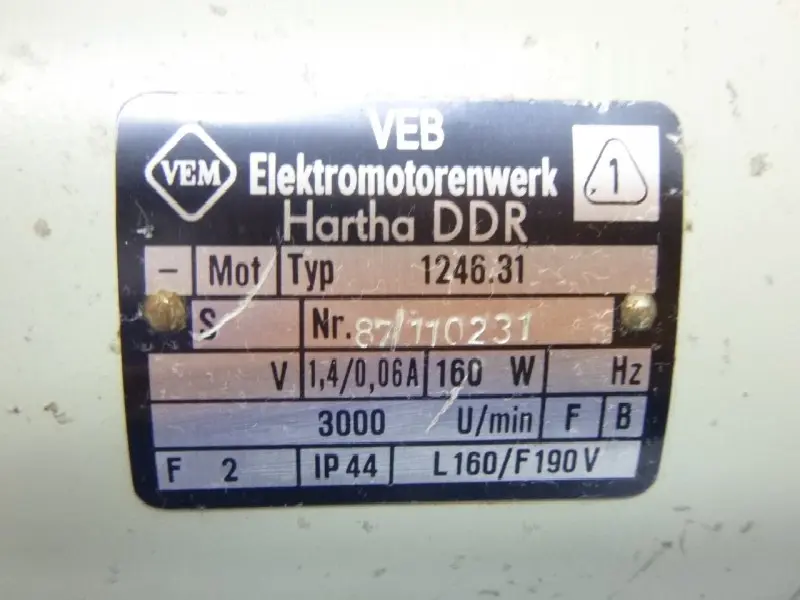 VEM
VEB
Elektromotorenwerk
Hartha DDR
1
– Mot Typ 1246.31
S Nr. 87/110231
V 1,4/0,06A 160 W Hz
3000 U/min F B
F 2 IP 44 L160/F190V